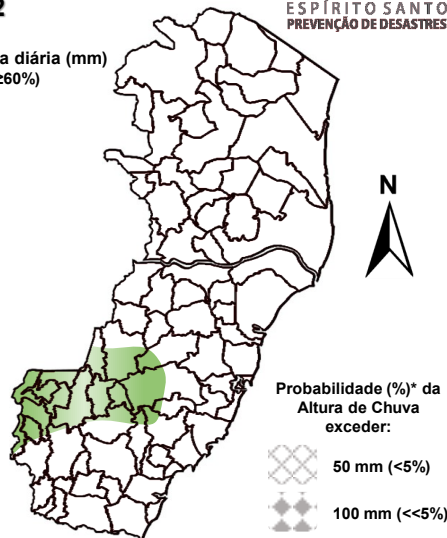 2
ESPÍRITO SANTO
PREVENÇÃO DE DESASTRES
a diária (mm)
≥60%)
N
Probabilidade (%)* da
Altura de Chuva
exceder:
50 mm (<5%)
100 mm (<<5%)